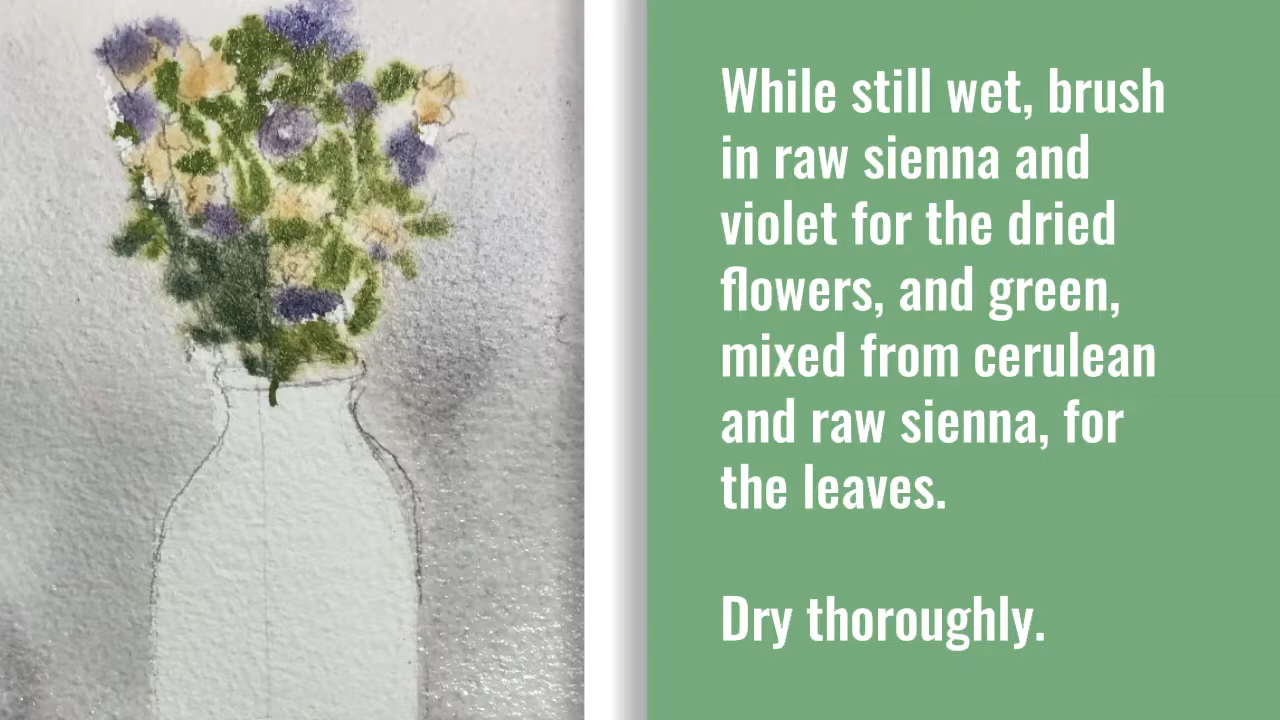 While still wet, brush
in raw sienna and
violet for the dried
flowers, and green,
mixed from cerulean
and raw sienna, for
the leaves.
Dry thoroughly.